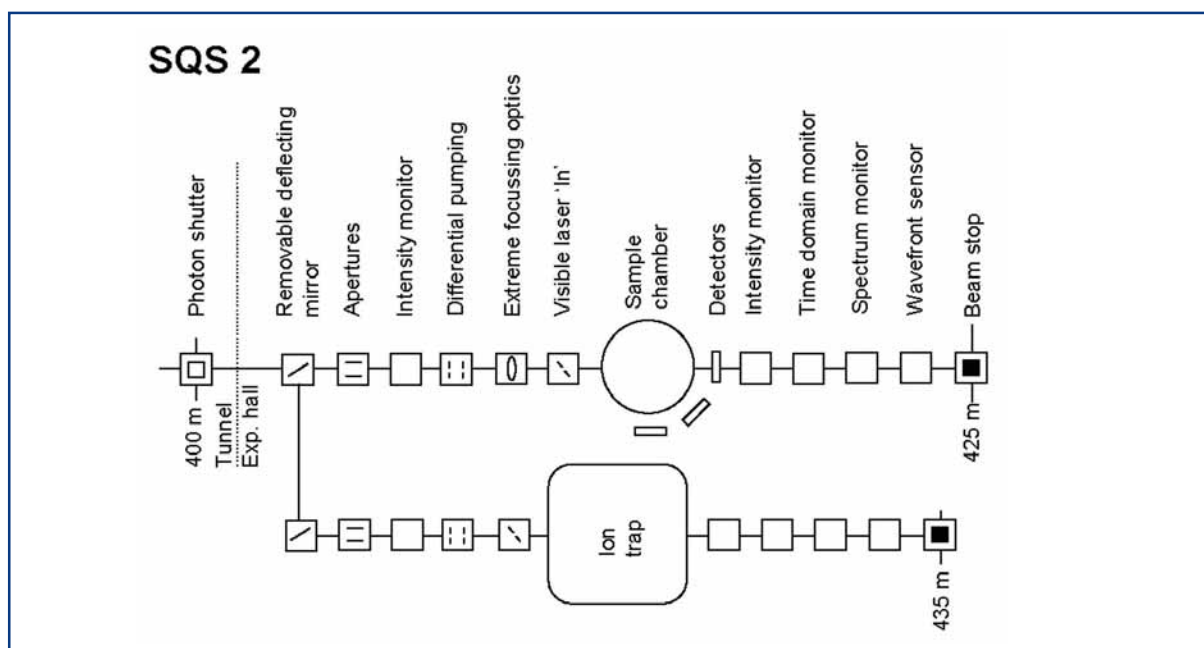 SQS 2
Photon shutter
400 m
Tunnel
Exp. hall
Removable deflecting
mirror
Apertures
Intensity monitor
Differential pumping
Extreme focussing optics
Visible laser 'In'
Sample
chamber
Detectors
Intensity monitor
Time domain monitor
Spectrum monitor
Wavefront sensor
Beam stop
425 m
Ion
trap
435 m